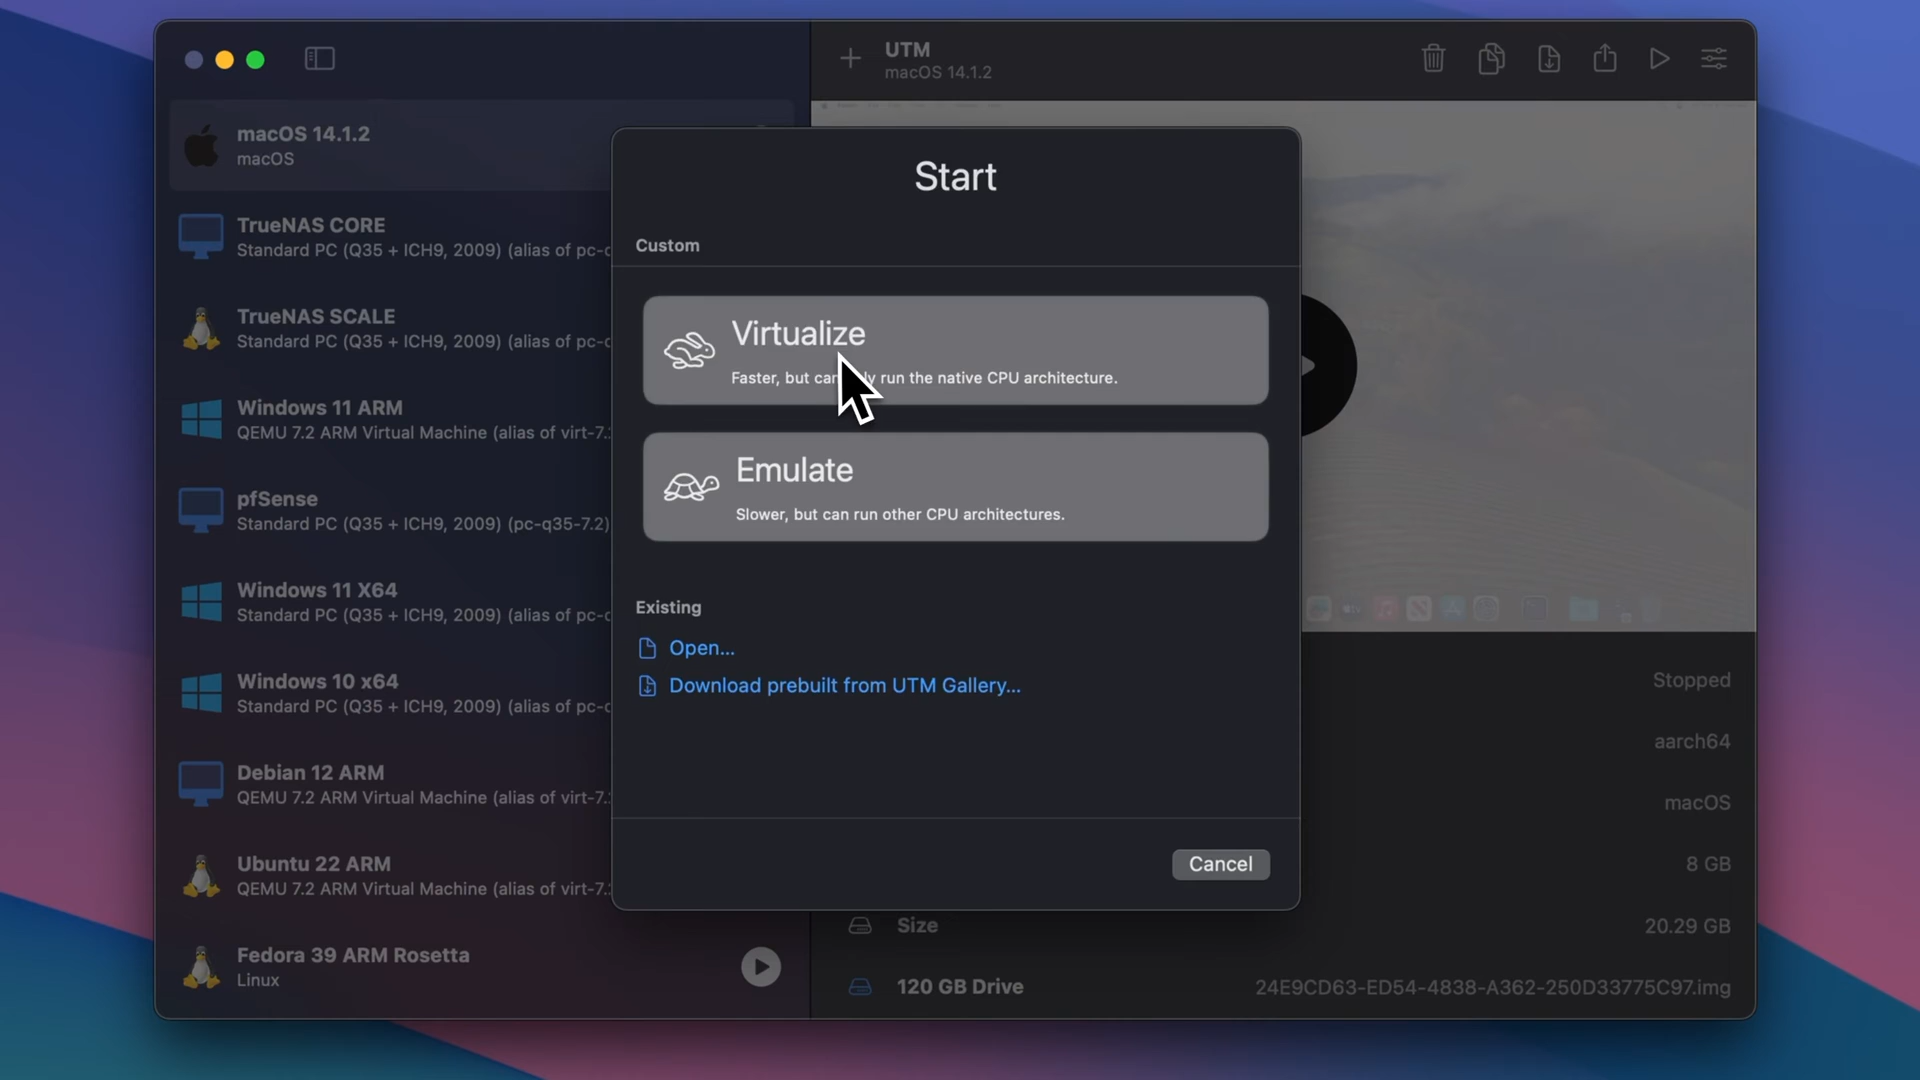 UTM
macOS 14.1.2
macOS 14.1.2
macOS
TrueNAS CORE
Standard PC (Q35 + ICH9, 2009) (alias of pc-
TrueNAS SCALE
Standard PC (Q35 + ICH9, 2009) (alias of pc-
Windows 11 ARM
QEMU 7.2 ARM Virtual Machine (alias of virt-7.
pfSense
Standard PC (Q35 + ICH9, 2009) (pc-q35-7.2)
Windows 11 X64
Standard PC (Q35 + ICH9, 2009) (alias of pc-
Windows 10 x64
Standard PC (Q35 + ICH9, 2009) (alias of pc-
Debian 12 ARM
QEMU 7.2 ARM Virtual Machine (alias of virt-7.
Ubuntu 22 ARM
QEMU 7.2 ARM Virtual Machine (alias of virt-7.
Fedora 39 ARM Rosetta
Linux
Start
Custom
Virtualize
Faster, but can run the native CPU architecture.
Emulate
Slower, but can run other CPU architectures.
Existing
Open...
Download prebuilt from UTM Gallery...
Cancel
Stopped
aarch64
macOS
8 GB
Size 20.29 GB
120 GB Drive 24E9CD63-ED54-4838-A362-250D33775C97.img